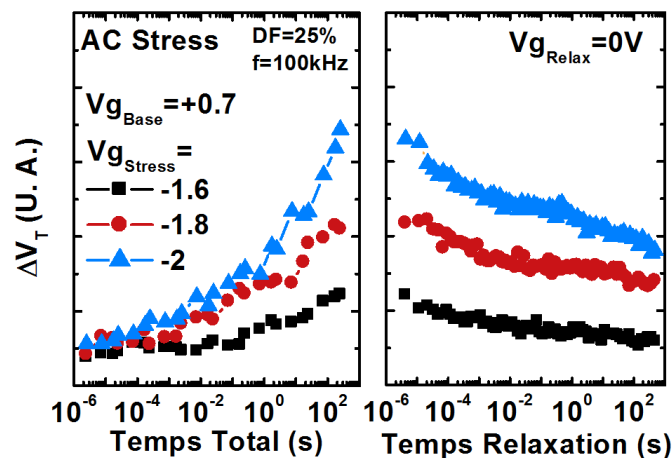 AC Stress
DF=25%
f=100kHz
Vg_Base=+0.7
Vg_Stress=
-1.6
-1.8
-2
ΔV_T (U. A.)
10^-6 10^-4 10^-2 10^0 10^2
Temps Total (s)
Vg_Relax=0V
10^-6 10^-4 10^-2 10^0 10^2
Temps Relaxation (s)